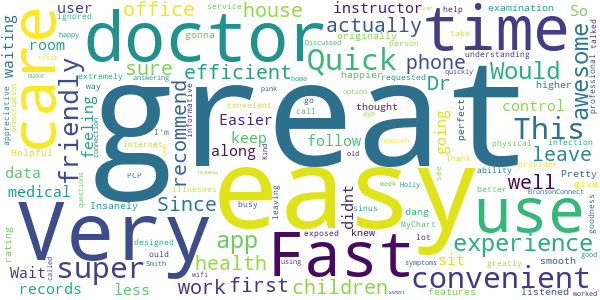 great
easy
Very
doctor
time
Fast
use
care
super
Quick
This
convenient
experience
efficient
friendly
awesome
Would
recommend
actually
phone
house
office
children
health
app
first
work
well
leave
sure
feeling
Since
medical
records
data
Wait
less
Easier
keep
along
follow
didnt
control
going
sit
instructor
user
room
Waiting
Dr
So
happier
thought
originally
requested
knew
dang
lot
busy
perfect
higher
gonna
examination
ignored
appreciative
Helpful
prescription
connection
internet
Insanely
rating
questions
called
PCP
I'm
way
make
happy
extremely
answering
service
informative
convient
pink
home
go
call
option
eye
newborn
old
exposed
illnesses
designed
ould
Smith
wifi
leaving
Kind
Discussed
person
take
help
understanding
quickly
physical
infection
ability
provider
Thank
Pretty
give
better
BronsonConnect
goodness
good
MyChart
Holly
week
sinus
symptoms
using
greatly
features
smooth
listened
worked
professional
talked
see
treat